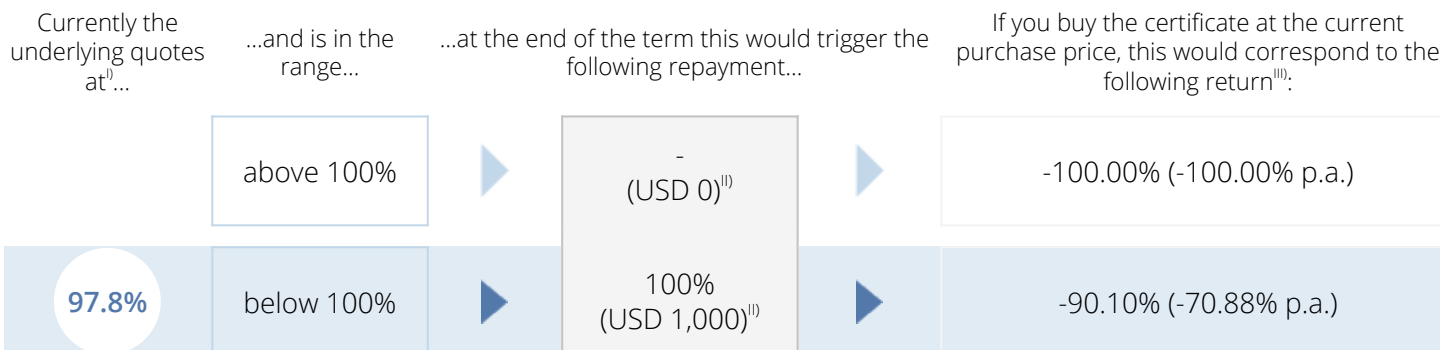 Currently the
underlying quotes
at^I)...
...and is in the
range...
...at the end of the term this would trigger the
following repayment...
If you buy the certificate at the current
purchase price, this would correspond to the
following return^III):
above 100%
-
(USD 0)^II)
-100.00% (-100.00% p.a.)
97.8%
below 100%
100%
(USD 1,000)^II)
-90.10% (-70.88% p.a.)